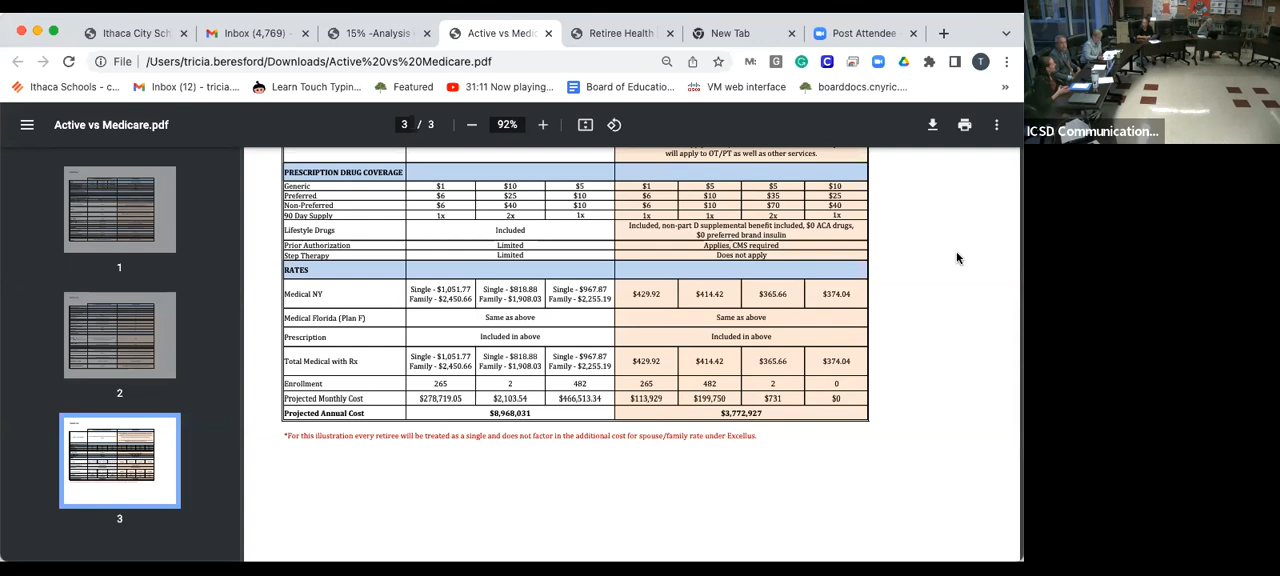 Ithaca City Sch
Inbox (4,769)
15% -Analysis
Active vs Medic
Retiree Health
New Tab
Post Attendee
File /Users/tricia.beresford/Downloads/Active%20vs%20Medicare.pdf
T
Ithaca Schools - c...
Inbox (12) - tricia....
Learn Touch Typin...
Featured
31:11 Now playing...
Board of Educatio...
VM web interface
boarddocs.cnyric....
»
ICSD Communication...
Active vs Medicare.pdf
3 / 3
92%
will apply to OT/PT as well as other services.
PRESCRIPTION DRUG COVERAGE
Generic $1 $10 $5 $1 $5 $5 $10
Preferred $6 $25 $10 $6 $10 $35 $25
Non-Preferred $6 $40 $10 $6 $10 $70 $40
90 Day Supply 1x 2x 1x 1x 1x 2x 1x
Lifestyle Drugs Included Included, non-part D supplemental benefit included, $0 ACA drugs,
$0 preferred brand insulin
Prior Authorization Limited Applies, CMS required
Step Therapy Limited Does not apply
RATES
Medical NY Single - $1,051.77 Single - $818.88 Single - $967.87 $429.92 $414.42 $365.66 $374.04
Family - $2,450.66 Family - $1,908.03 Family - $2,255.19
Medical Florida (Plan F) Same as above Same as above
Prescription Included in above Included in above
Total Medical with Rx Single - $1,051.77 Single - $818.88 Single - $967.87 $429.92 $414.42 $365.66 $374.04
Family - $2,450.66 Family - $1,908.03 Family - $2,255.19
Enrollment 265 2 482 265 482 2 0
Projected Monthly Cost $278,719.05 $2,103.54 $466,513.34 $113,929 $199,750 $731 $0
Projected Annual Cost $8,968,031 $3,772,927
*For this illustration every retiree will be treated as a single and does not factor in the additional cost for spouse/family rate under Excellus.
1
2
3